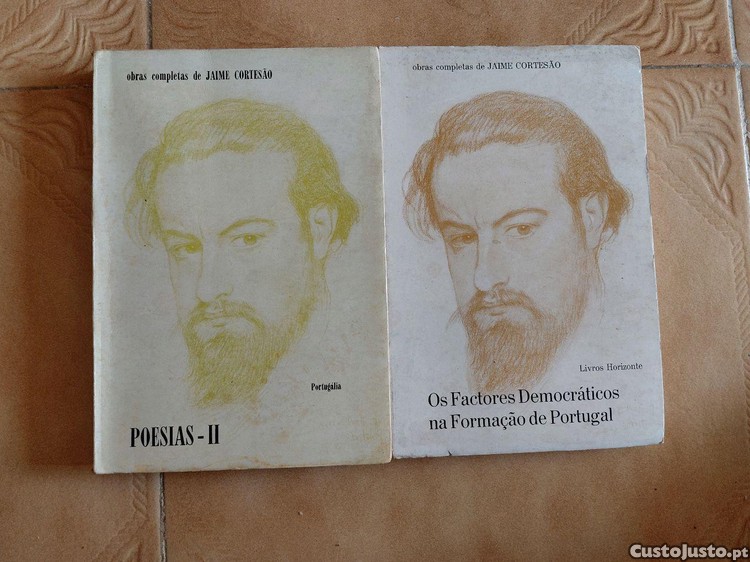 obras completas de JAIME CORTESÃO
Portugália
POESIAS - II
obras completas de JAIME CORTESÃO
Livros Horizonte
Os Factores Democráticos
na Formação de Portugal
CustoJusto.pt